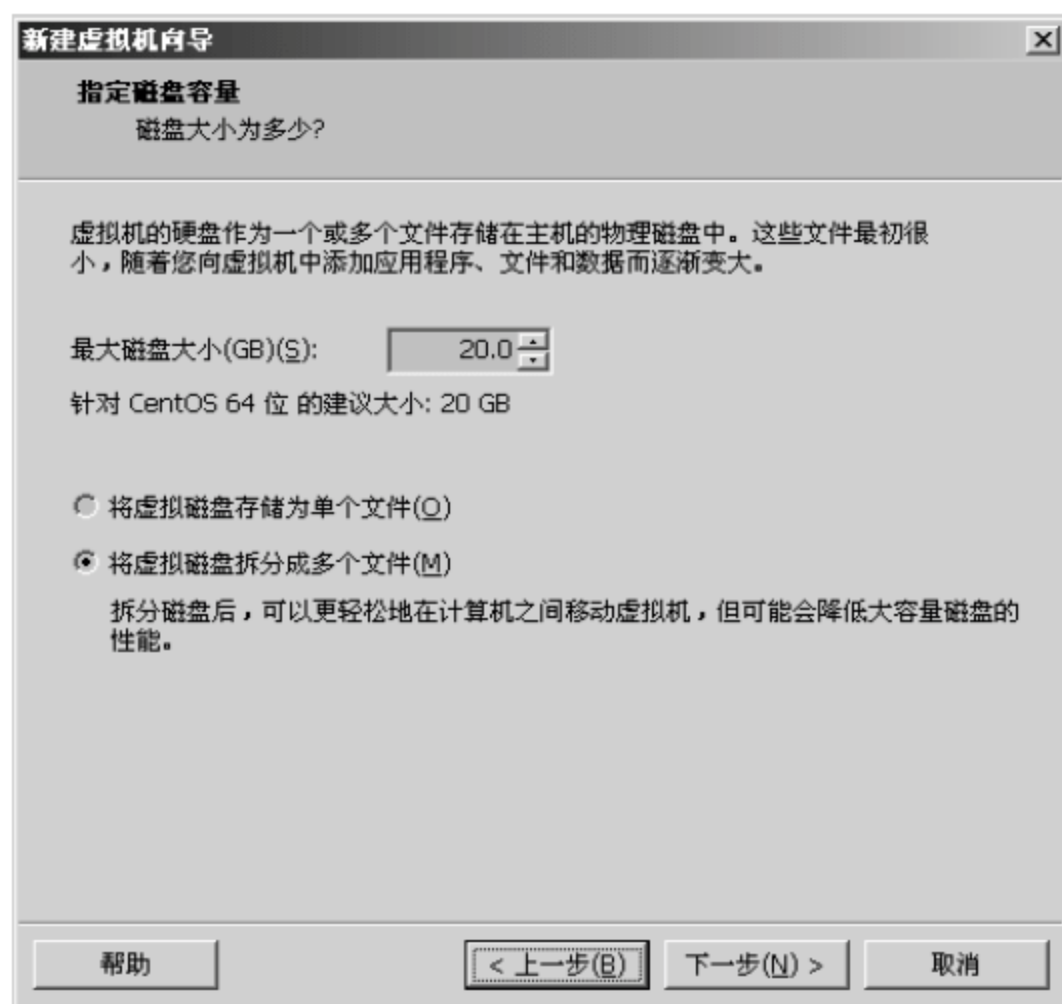 新建虚拟机向导
指定磁盘容量
磁盘大小为多少?
虚拟机的硬盘作为一个或多个文件存储在主机的物理磁盘中。这些文件最初很
小，随着您向虚拟机中添加应用程序、文件和数据而逐渐变大。
最大磁盘大小(GB)(S): 20.0
针对 CentOS 64 位 的建议大小: 20 GB
将虚拟磁盘存储为单个文件(O)
将虚拟磁盘拆分成多个文件(M)
拆分磁盘后，可以更轻松地在计算机之间移动虚拟机，但可能会降低大容量磁盘的
性能。
帮助 < 上一步(B) 下一步(N) > 取消